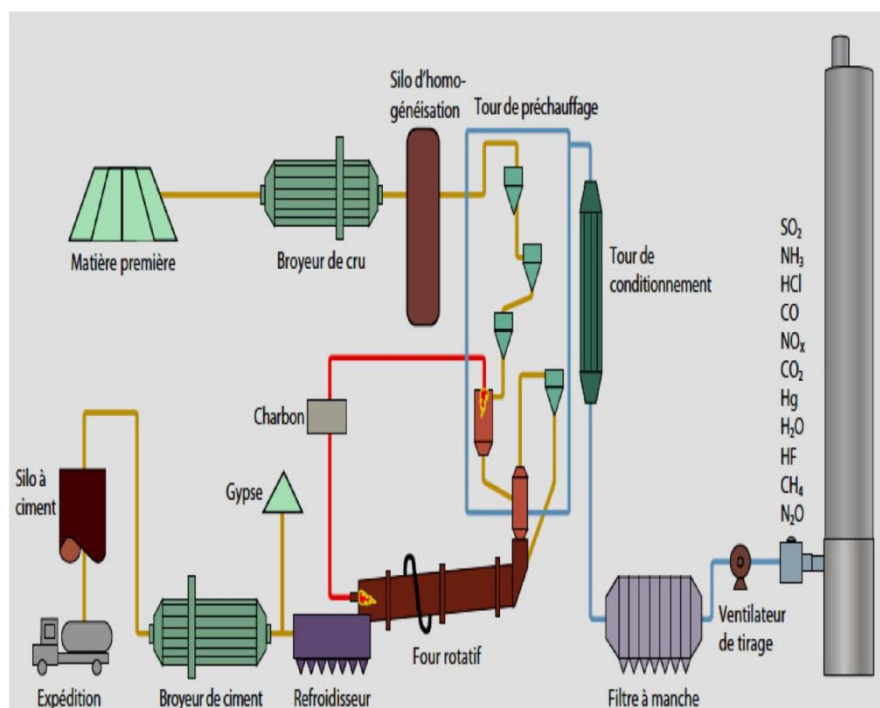 Silo d'homo-
généisation
Tour de préchauffage
Matière première
Broyeur de cru
Tour de
conditionnement
SO₂
NH₃
HCl
CO
NOₓ
CO₂
Hg
H₂O
HF
CH₄
N₂O
Charbon
Silo à
ciment
Gypse
Four rotatif
Ventilateur
de tirage
Expédition
Broyeur de ciment
Refroidisseur
Filtre à manche